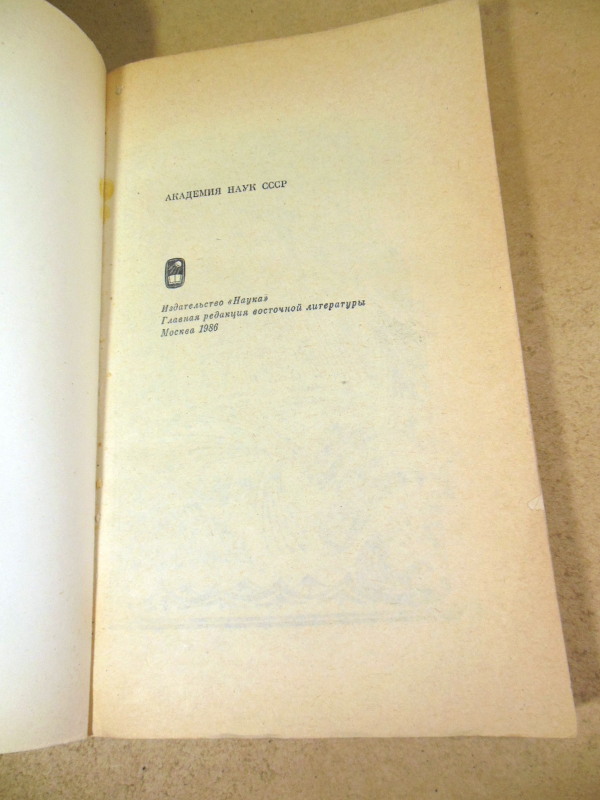 АКАДЕМИЯ НАУК СССР
Издательство «Наука»
Главная редакция восточной литературы
Москва 1986